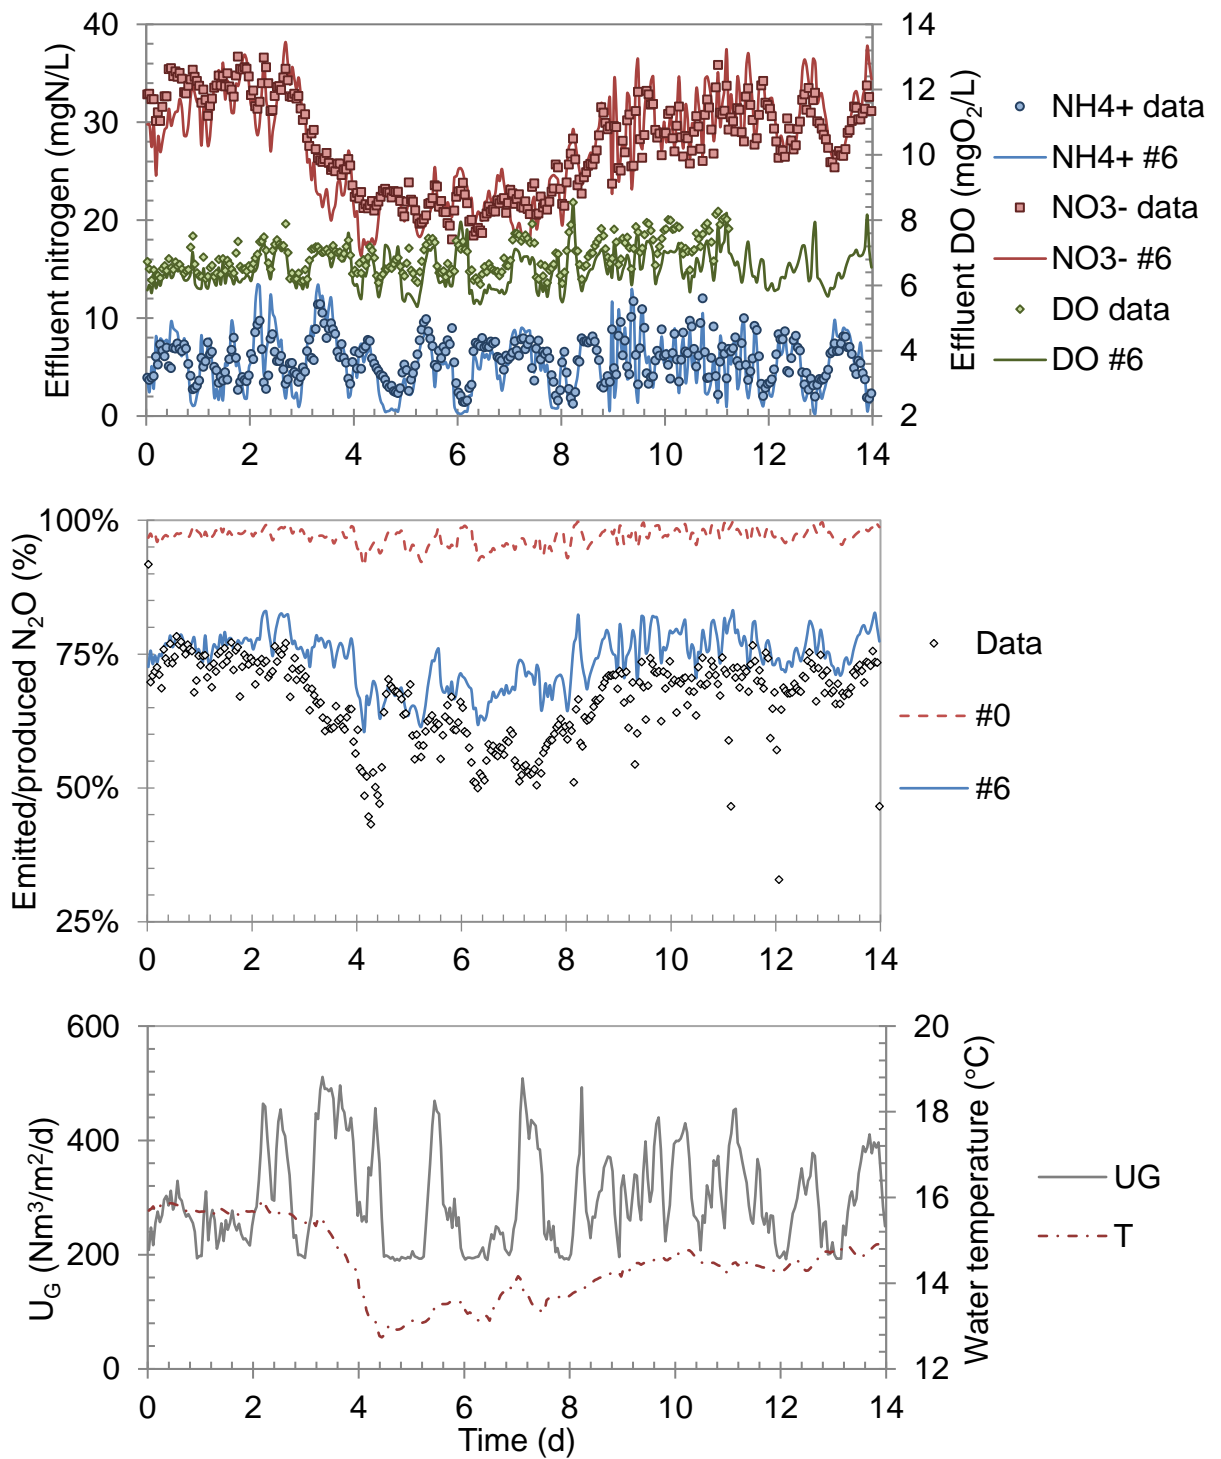 40
30
20
10
0
Effluent nitrogen (mgN/L)
14
12
10
8
6
4
2
Effluent DO (mgO2/L)
0 2 4 6 8 10 12 14
NH4+ data
NH4+ #6
NO3- data
NO3- #6
DO data
DO #6
100%
75%
50%
25%
Emitted/produced N2O (%)
0 2 4 6 8 10 12 14
Data
#0
#6
600
400
200
0
UG (Nm3/m2/d)
20
18
16
14
12
Water temperature (°C)
0 2 4 6 8 10 12 14
Time (d)
UG
T